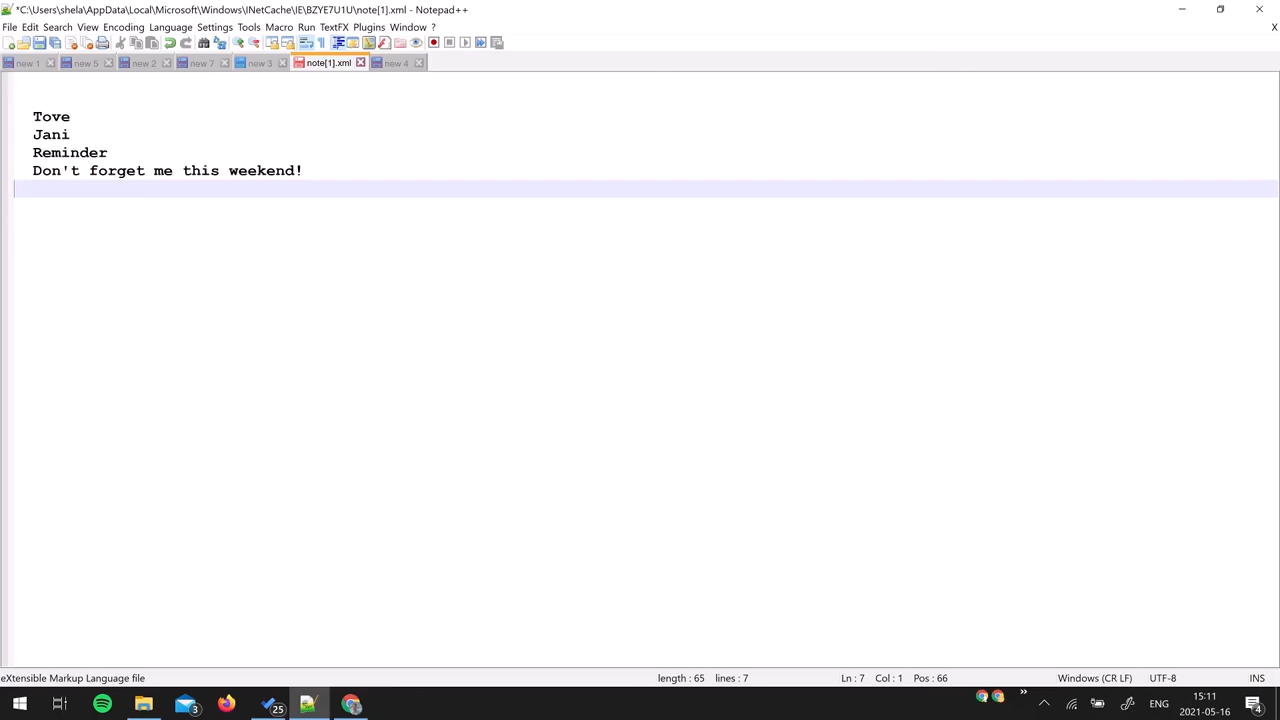 *C:\Users\shela\AppData\Local\Microsoft\Windows\INetCache\IE\BZYE7U1U\note[1].xml - Notepad++
File Edit Search View Encoding Language Settings Tools Macro Run TextFX Plugins Window ? X
new 1 new 5 new 2 new 7 new 3 note[1].xml new 4
Tove
Jani
Reminder
Don't forget me this weekend!
eXtensible Markup Language file length : 65 lines : 7 Ln : 7 Col : 1 Pos : 66 Windows (CR LF) UTF-8 INS
3 25 ENG 15:11 2021-05-16 4